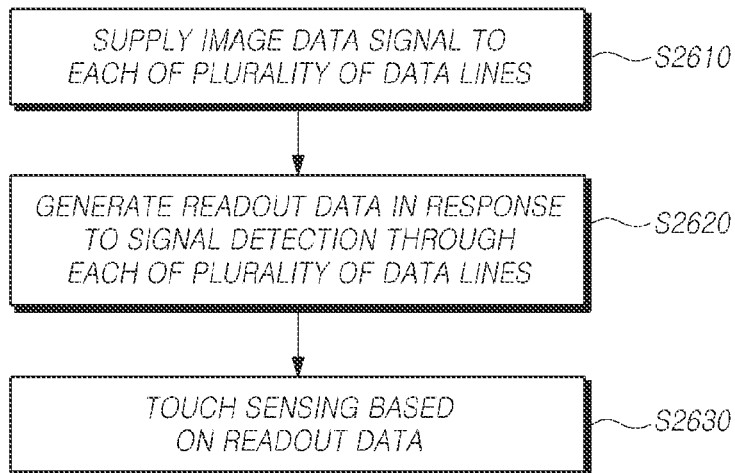 SUPPLY IMAGE DATA SIGNAL TO
EACH OF PLURALITY OF DATA LINES
S2610
GENERATE READOUT DATA IN RESPONSE
TO SIGNAL DETECTION THROUGH
EACH OF PLURALITY OF DATA LINES
S2620
TOUCH SENSING BASED
ON READOUT DATA
S2630